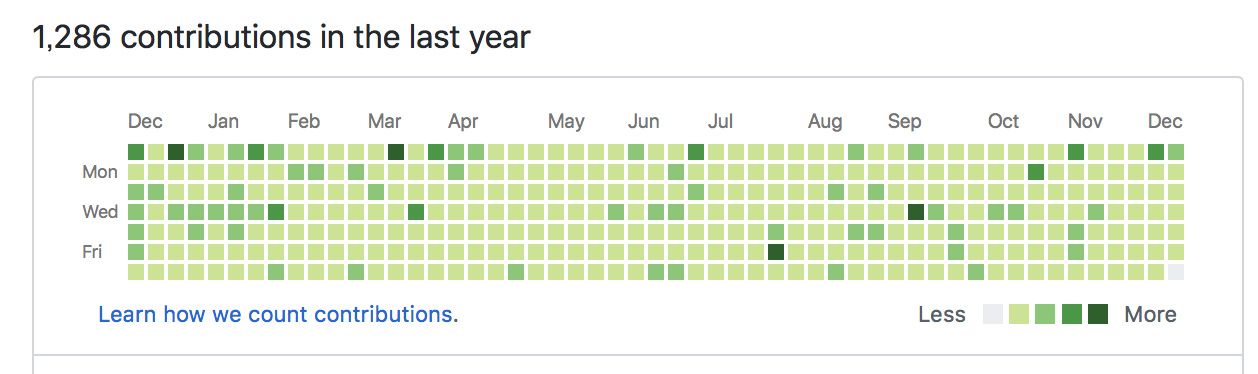 1,286 contributions in the last year
Dec Jan Feb Mar Apr May Jun Jul Aug Sep Oct Nov Dec
Mon
Wed
Fri
Learn how we count contributions. Less More